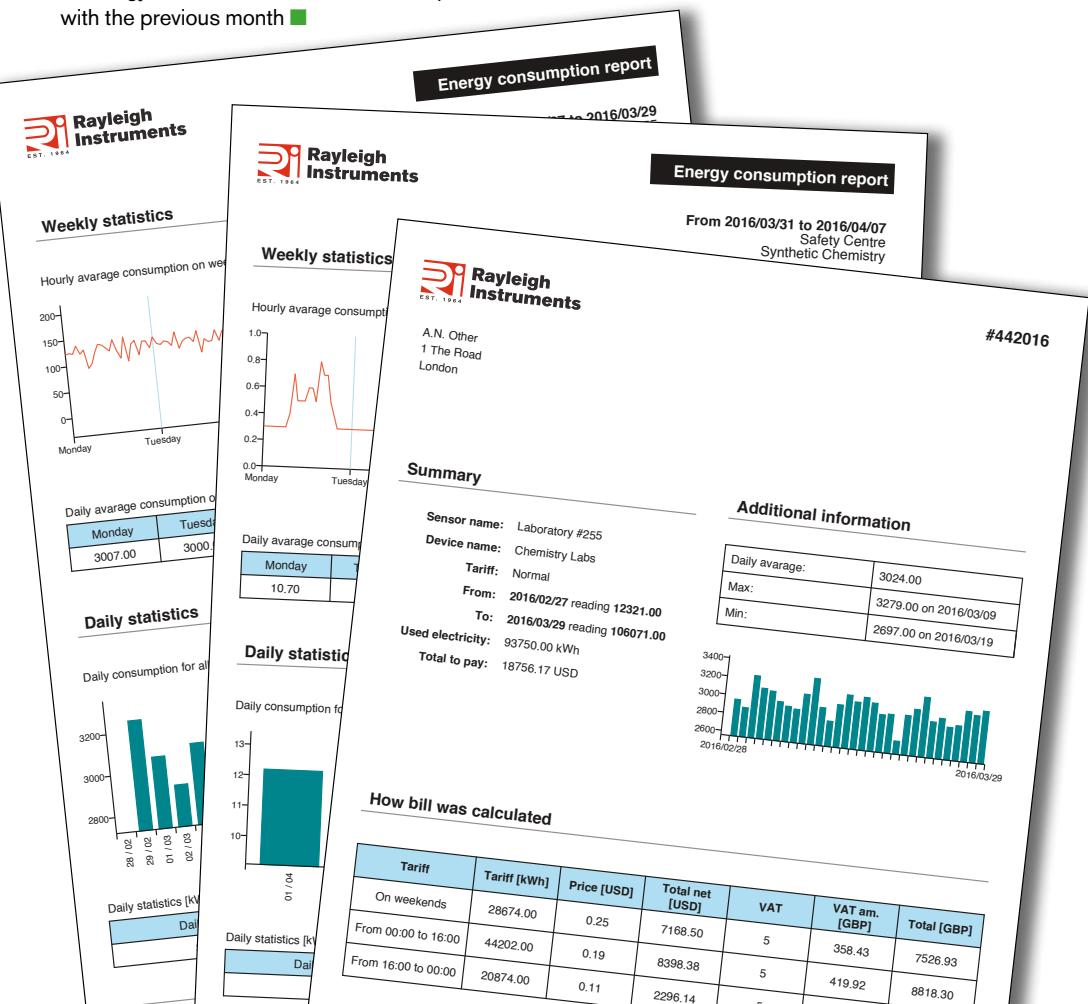 with the previous month
Energy consumption report
to 2016/03/29
Rayleigh
Instruments
EST. 1964
Weekly statistics
Hourly avarage consumption on
200
150
100
50
0
Monday
Tuesday
Daily avarage consumption
Monday
3007.00
Daily statistics
Daily consumption for
3200
3000
2800
28 / 02
29 / 02
01 / 03
02 / 03
Daily statistics
Rayleigh
Instruments
EST. 1964
Energy consumption report
From 2016/03/31 to 2016/04/07
Safety Centre
Synthetic Chemistry
Weekly statistics
Hourly avarage
1.0
0.8
0.6
0.4
0.2
0.0
Monday
Tuesday
Daily avarage
Monday
10.70
Daily
Daily consumption
13
12
11
10
01 / 04
Daily statistics
Rayleigh
Instruments
EST. 1964
#442016
A.N. Other
1 The Road
London
Summary
Sensor name: Laboratory #255
Device name: Chemistry Labs
Tariff: Normal
From: 2016/02/27 reading 12321.00
To: 2016/03/29 reading 106071.00
Used electricity: 93750.00 kWh
Total to pay: 18756.17 USD
Additional information
Daily avarage: 3024.00
Max: 3279.00 on 2016/03/09
Min: 2697.00 on 2016/03/19
3400
3200
3000
2800
2600
2016/02/28
2016/03/29
How bill was calculated
Tariff Tariff [kWh] Price [USD] Total net [USD] VAT VAT am. [GBP] Total [GBP]
On weekends 28674.00 0.25 7168.50 5 358.43 7526.93
From 00:00 to 16:00 44202.00 0.19 8398.38 5 419.92 8818.30
From 16:00 to 00:00 20874.00 0.11 2296.14